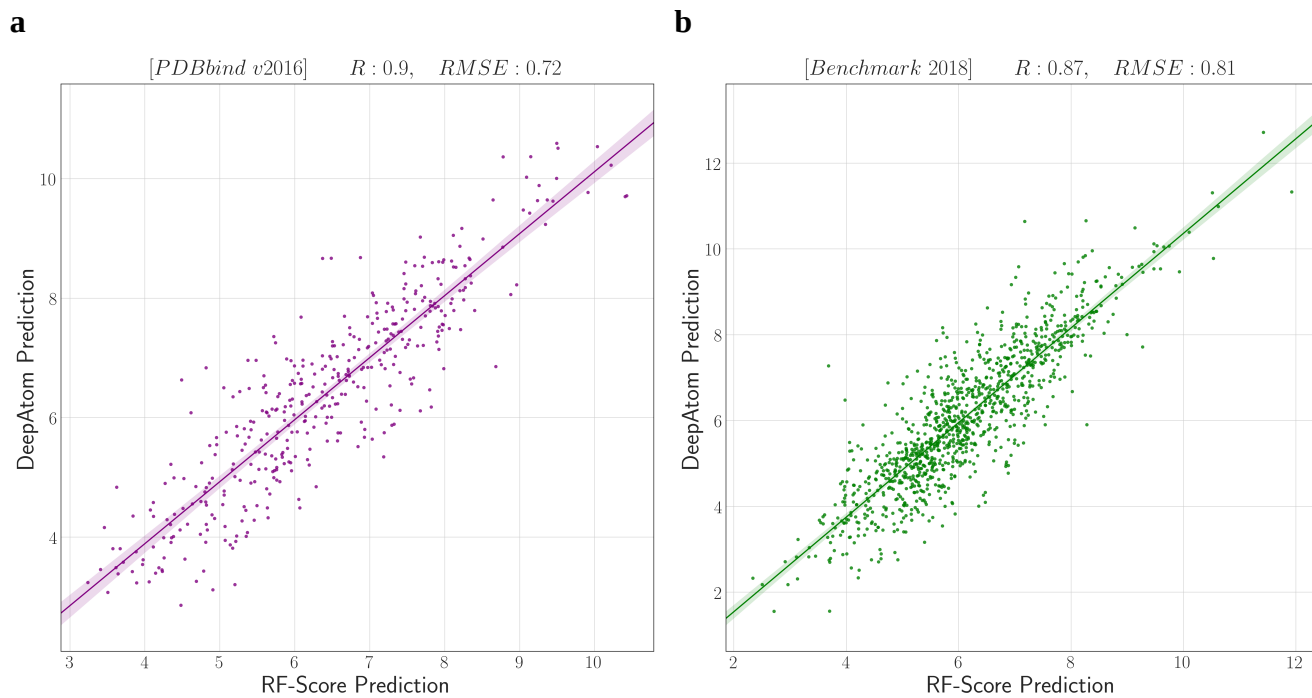 a
[PDBbind v2016] R : 0.9, RMSE : 0.72
DeepAtom Prediction
10
8
6
4
3 4 5 6 7 8 9 10
RF-Score Prediction
b
[Benchmark 2018] R : 0.87, RMSE : 0.81
DeepAtom Prediction
12
10
8
6
4
2
2 4 6 8 10 12
RF-Score Prediction